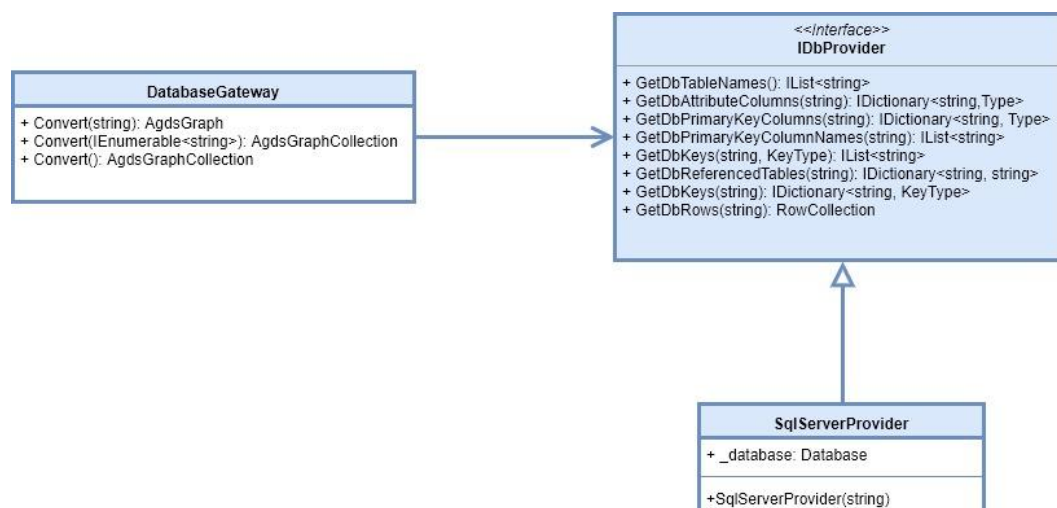 <<interface>>
IDbProvider
+ GetDbTableNames(): IList<string>
+ GetDbAttributeColumns(string): IDictionary<string,Type>
+ GetDbPrimaryKeyColumns(string): IDictionary<string, Type>
+ GetDbPrimaryKeyColumnNames(string): IList<string>
+ GetDbKeys(string, KeyType): IList<string>
+ GetDbReferencedTables(string): IDictionary<string, string>
+ GetDbKeys(string): IDictionary<string, KeyType>
+ GetDbRows(string): RowCollection
DatabaseGateway
+ Convert(string): AgdsGraph
+ Convert(IEnumerable<string>): AgdsGraphCollection
+ Convert(): AgdsGraphCollection
SqlServerProvider
+ _database: Database
+SqlServerProvider(string)